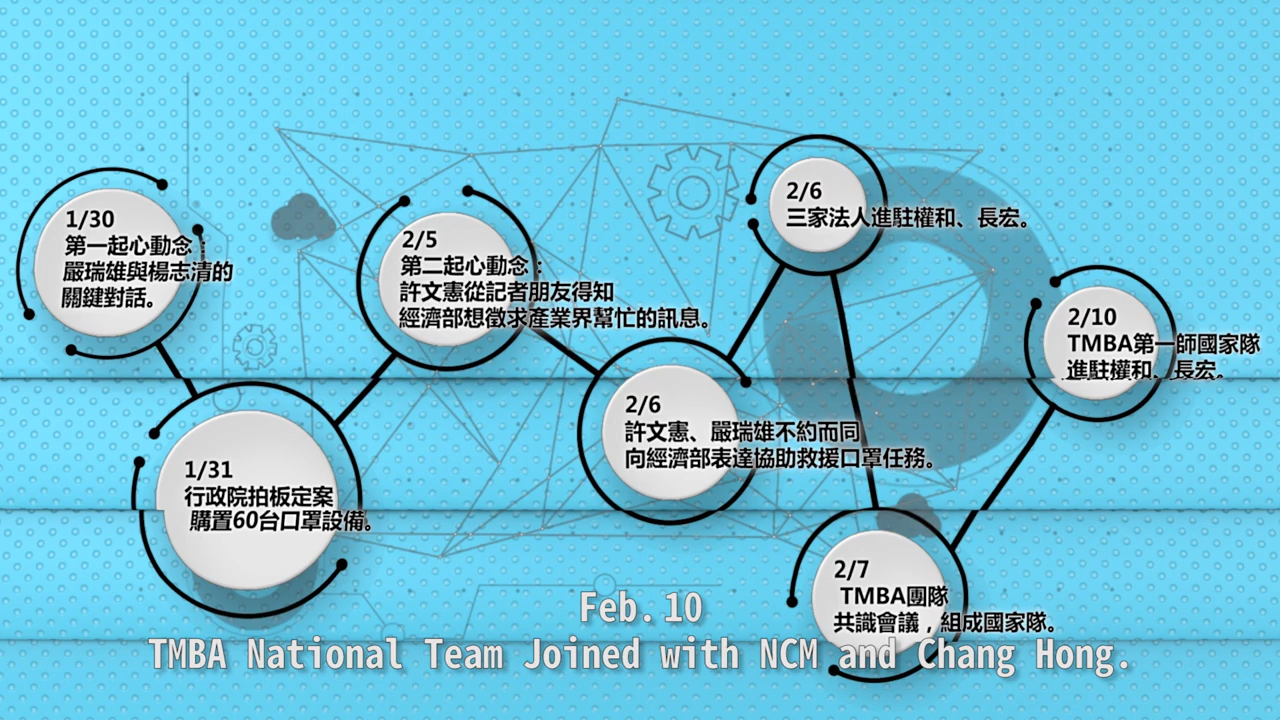 1/30
第一起心動念：
嚴瑞雄與楊志清的
關鍵對話。
1/31
行政院拍板定案
購置60台口罩設備。
2/5
第二起心動念：
許文憲從記者朋友得知
經濟部想徵求產業界幫忙的訊息。
2/6
許文憲、嚴瑞雄不約而同
向經濟部表達協助救援口罩任務。
2/6
三家法人進駐權和、長宏。
2/7
TMBA團隊
共識會議，組成國家隊。
2/10
TMBA第一師國家隊
進駐權和、長宏。
Feb. 10
TMBA National Team Joined with NCM and Chang Hong.